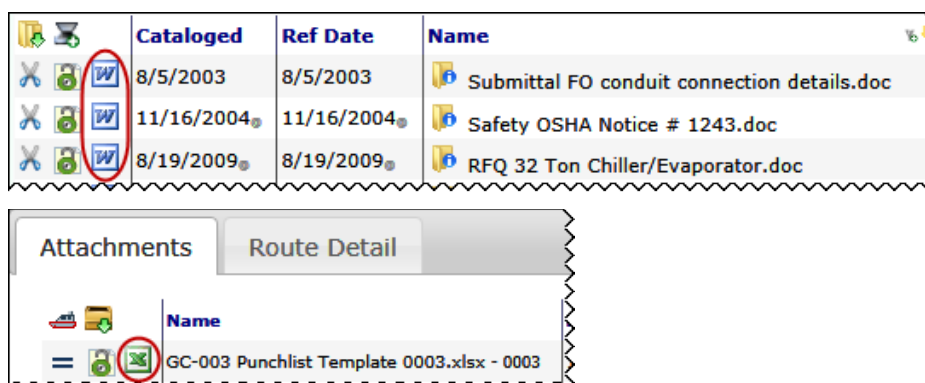 Cataloged Ref Date Name
8/5/2003 8/5/2003 Submittal FO conduit connection details.doc
11/16/2004 11/16/2004 Safety OSHA Notice # 1243.doc
8/19/2009 8/19/2009 RFQ 32 Ton Chiller/Evaporator.doc
Attachments Route Detail
Name
GC-003 Punchlist Template 0003.xlsx - 0003